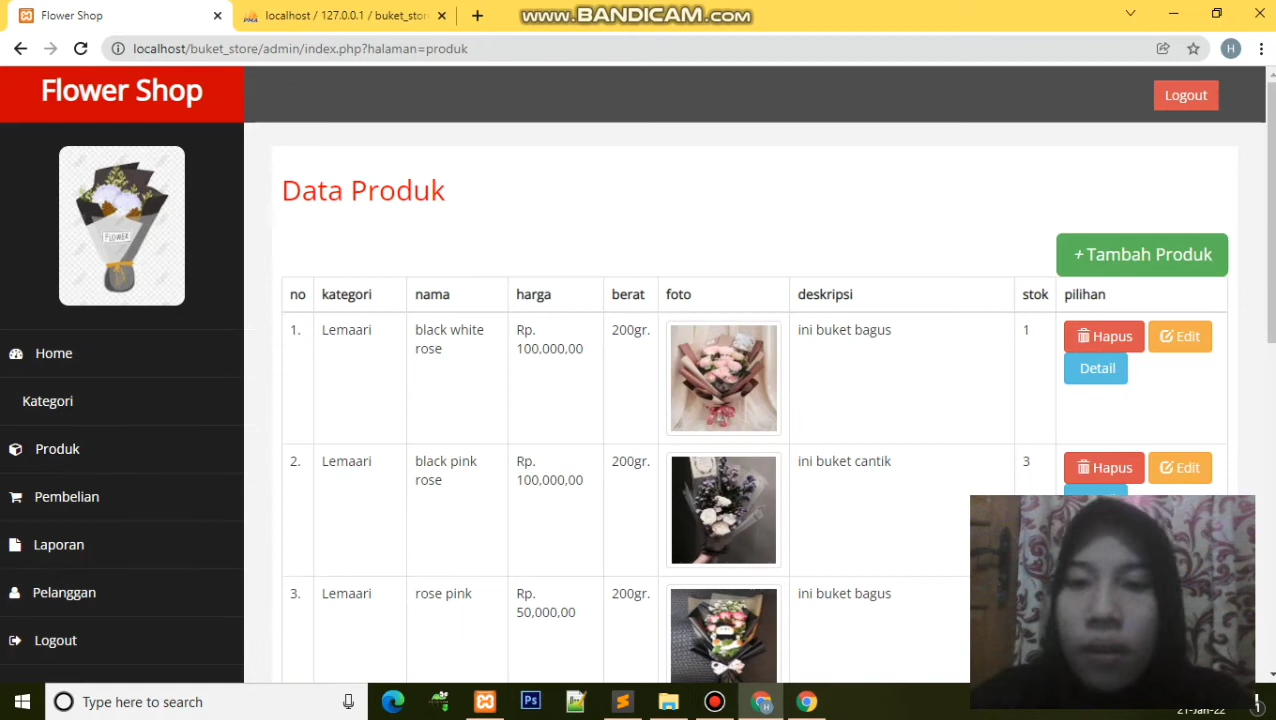 Flower Shop
localhost / 127.0.0.1 / buket_stor
www.BANDICAM.com
localhost/buket_store/admin/index.php?halaman=produk
H
Flower Shop
Logout
FLOWER
Home
Kategori
Produk
Pembelian
Laporan
Pelanggan
Logout
Data Produk
+ Tambah Produk
no kategori nama harga berat foto deskripsi stok pilihan
1. Lemaari black white rose Rp. 100,000,00 200gr. ini buket bagus 1 Hapus Edit
Detail
2. Lemaari black pink rose Rp. 100,000,00 200gr. ini buket cantik 3 Hapus Edit
3. Lemaari rose pink Rp. 50,000,00 200gr. ini buket bagus
Type here to search
Ps
21-Jan-22